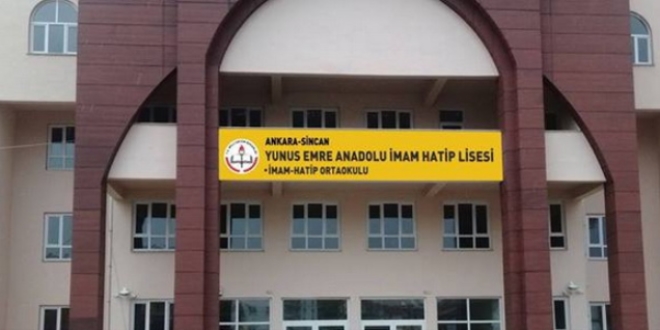 ANKARA-SİNCAN
YUNUS EMRE ANADOLU İMAM HATİP LİSESİ
-İMAM-HATİP ORTAOKULU